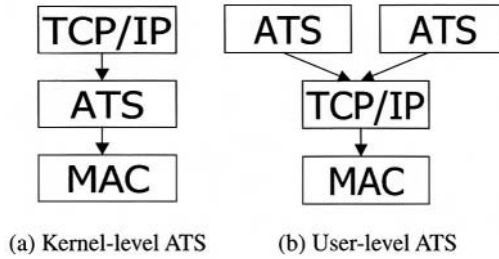 TCP/IP
ATS
MAC
(a) Kernel-level ATS
ATS ATS
TCP/IP
MAC
(b) User-level ATS